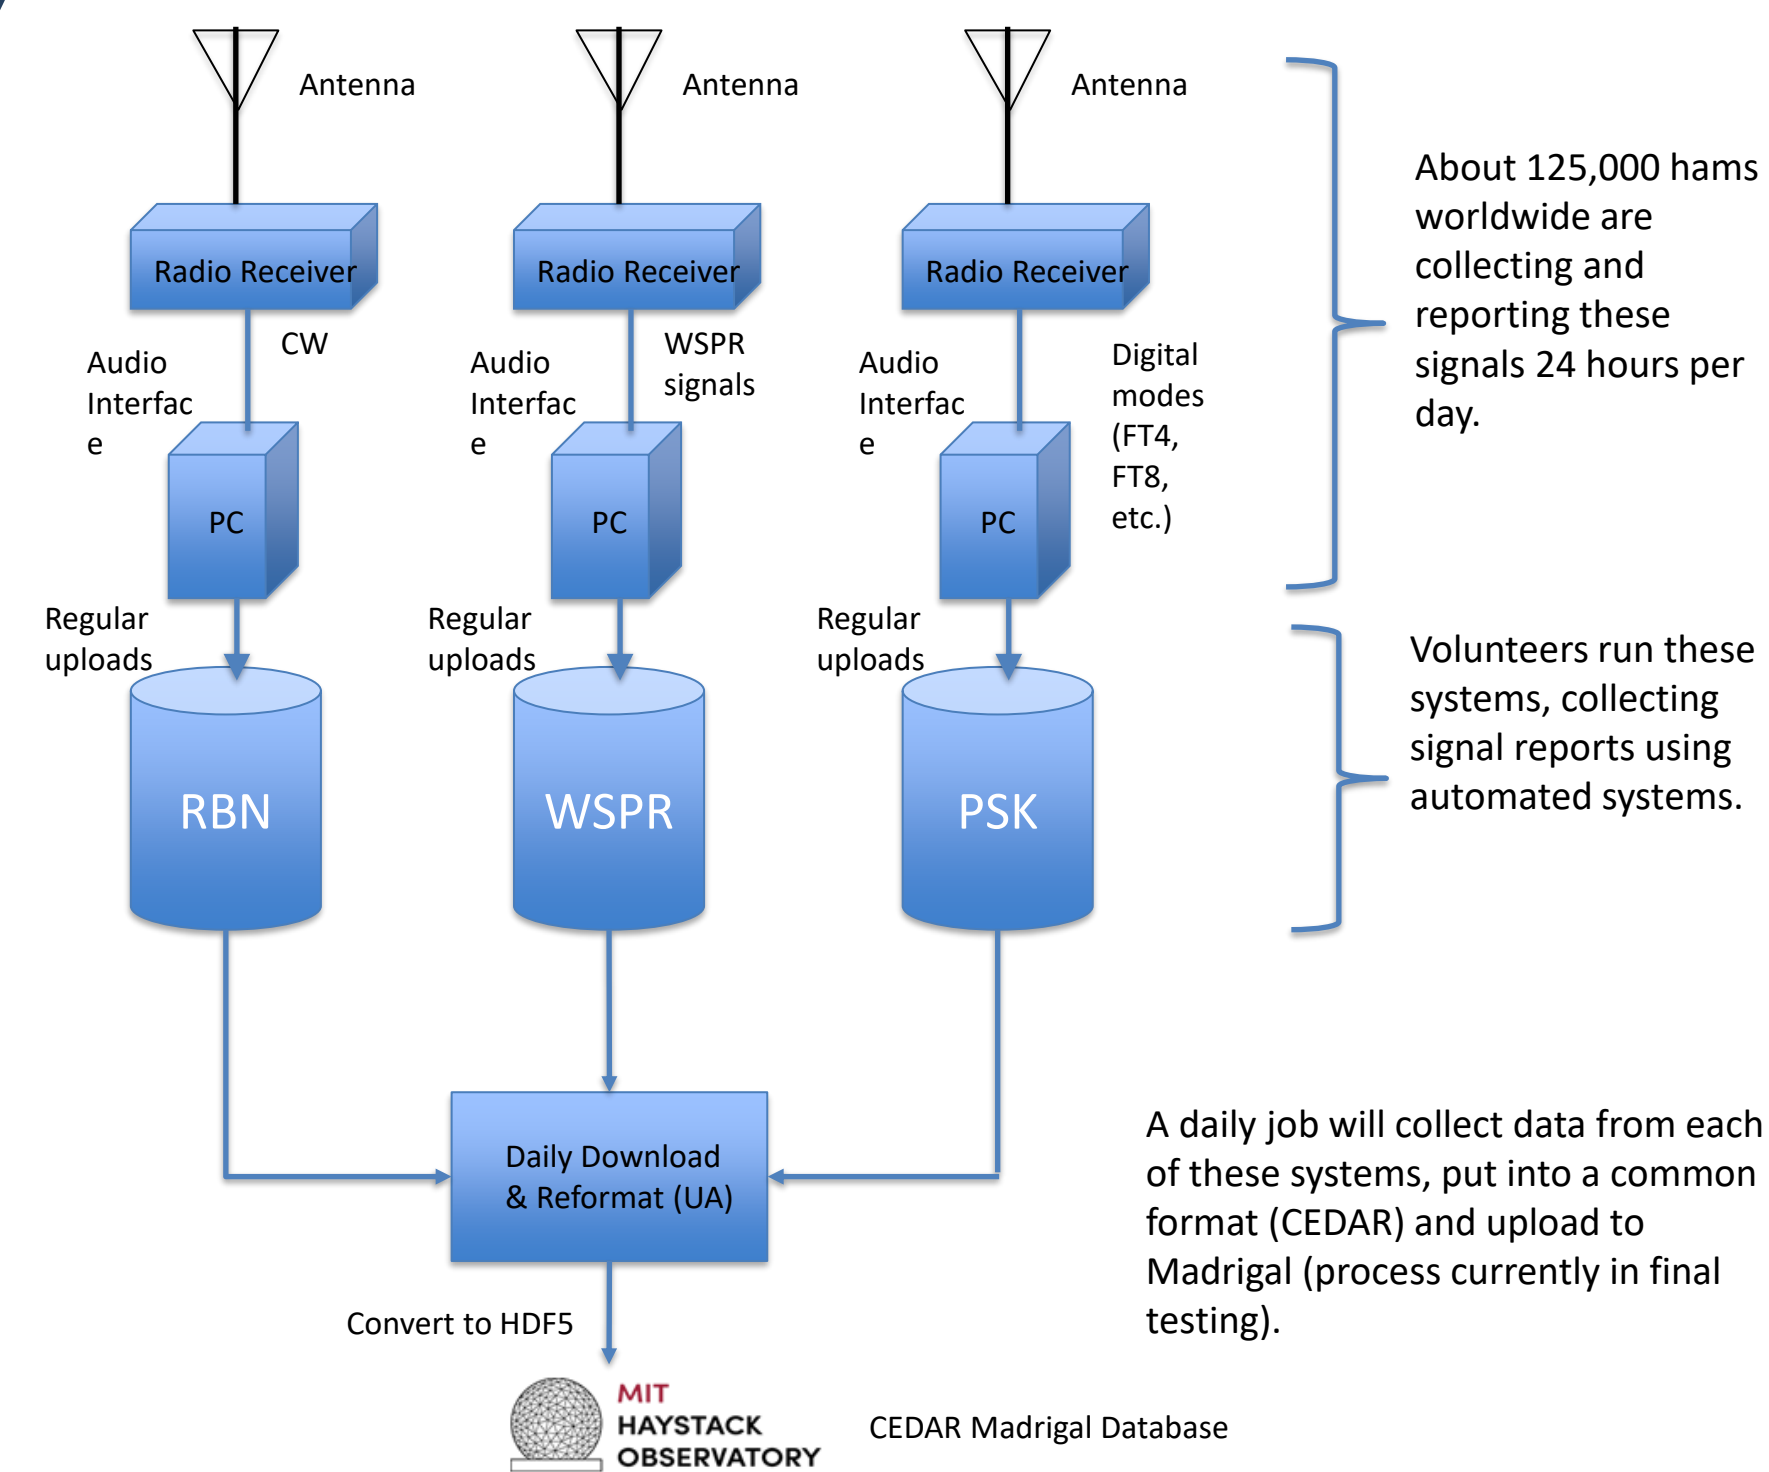 Antenna
Antenna
Antenna
Radio Receiver
Radio Receiver
Radio Receiver
About 125,000 hams
worldwide are
collecting and
reporting these
signals 24 hours per
day.
Audio
Interfac
e
CW
Audio
Interfac
e
WSPR
signals
Audio
Interfac
e
Digital
modes
(FT4,
FT8,
etc.)
PC
PC
PC
Regular
uploads
Regular
uploads
Regular
uploads
Volunteers run these
systems, collecting
signal reports using
automated systems.
RBN
WSPR
PSK
Daily Download
& Reformat (UA)
A daily job will collect data from each
of these systems, put into a common
format (CEDAR) and upload to
Madrigal (process currently in final
testing).
Convert to HDF5
MIT
HAYSTACK
OBSERVATORY
CEDAR Madrigal Database